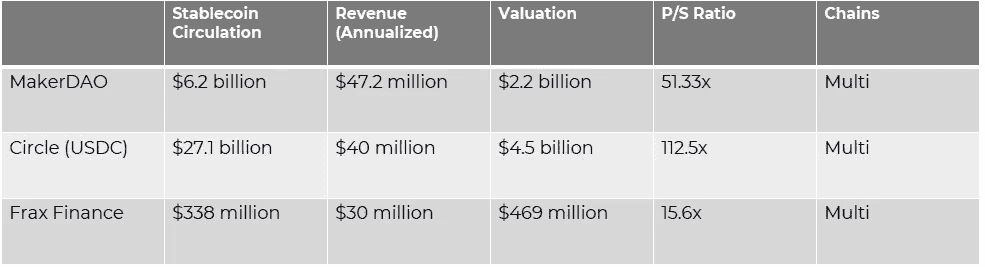 Stablecoin Circulation Revenue (Annualized) Valuation P/S Ratio Chains
MakerDAO $6.2 billion $47.2 million $2.2 billion 51.33x Multi
Circle (USDC) $27.1 billion $40 million $4.5 billion 112.5x Multi
Frax Finance $338 million $30 million $469 million 15.6x Multi